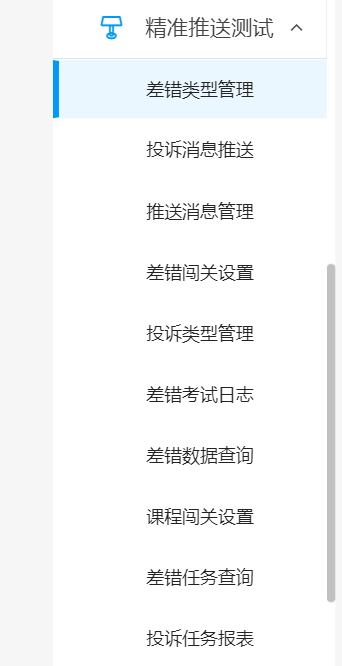 精准推送测试
差错类型管理
投诉消息推送
推送消息管理
差错闯关设置
投诉类型管理
差错考试日志
差错数据查询
课程闯关设置
差错任务查询
投诉任务报表